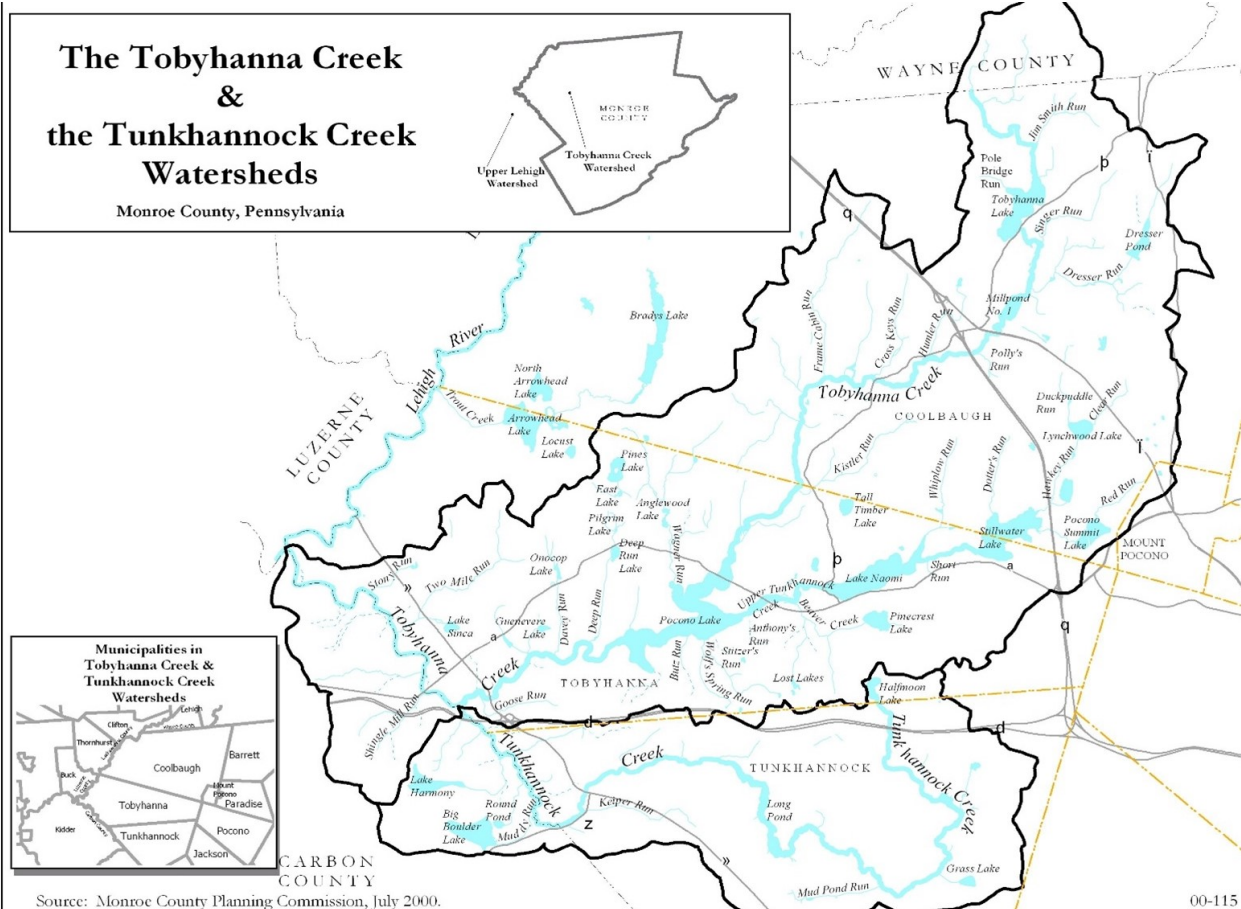 The Tobyhanna Creek
&
the Tunkhannock Creek
Watersheds
Monroe County, Pennsylvania
MONROE
COUNTY
Upper Lehigh
Watershed
Tobyhanna Creek
Watershed
WAYNE COUNTY
Jim Smith Run
Pole
Bridge
Run
Tobyhanna
Lake
Singer Run
Dresser
Pond
Dresser Run
þ
ï
q
Millpond
No. 1
Frame Cabin Run
Cross Keys Run
Humler Run
Polly's
Run
Bradys Lake
Lehigh River
LUZERNE
COUNTY
North
Arrowhead
Lake
Trout Creek
Arrowhead
Lake
Locust
Lake
Tobyhanna Creek
COOLBAUGH
Duckpuddle
Run
Clear Run
Lynchwood Lake
Ï
Kistler Run
Whiplow Run
Dotter's Run
Hawkey Run
Red Run
Pines
Lake
East
Lake
Anglewood
Lake
Pilgrim
Lake
Tall
Timber
Lake
Stillwater
Lake
Pocono
Summit
Lake
MOUNT
POCONO
Deep
Run
Lake
Wagner Run
Onocop
Lake
Stony Run
»
Two Mile Run
þ
Short
Run
a
Upper Tunkhannock
Creek
Lake Naomi
Beaver Creek
Pinecrest
Lake
Lake
Sinca
Guenevere
Lake
a
Davey Run
Deep Run
Pocono Lake
Anthony's
Run
Stitzer's
Run
Butz Run
Wolf's Spring Run
Lost Lakes
q
Tobyhanna
Creek
TOBYHANNA
Goose Run
Shingle Mill Run
Halfmoon
Lake
d
d
Tunkhannock
Creek
TUNKHANNOCK
Tunkhannock Creek
Lake
Harmony
Big
Boulder
Lake
Round
Pond
Muddy Run
Kelper Run
z
»
Long
Pond
Grass Lake
Mud Pond Run
CARBON
COUNTY
Municipalities in
Tobyhanna Creek &
Tunkhannock Creek
Watersheds
Lehigh
Clifton
Thornhurst
Barrett
Coolbaugh
Buck
Mount
Pocono
Paradise
Tobyhanna
Kidder
Tunkhannock
Pocono
Jackson
Source: Monroe County Planning Commission, July 2000.
00-115